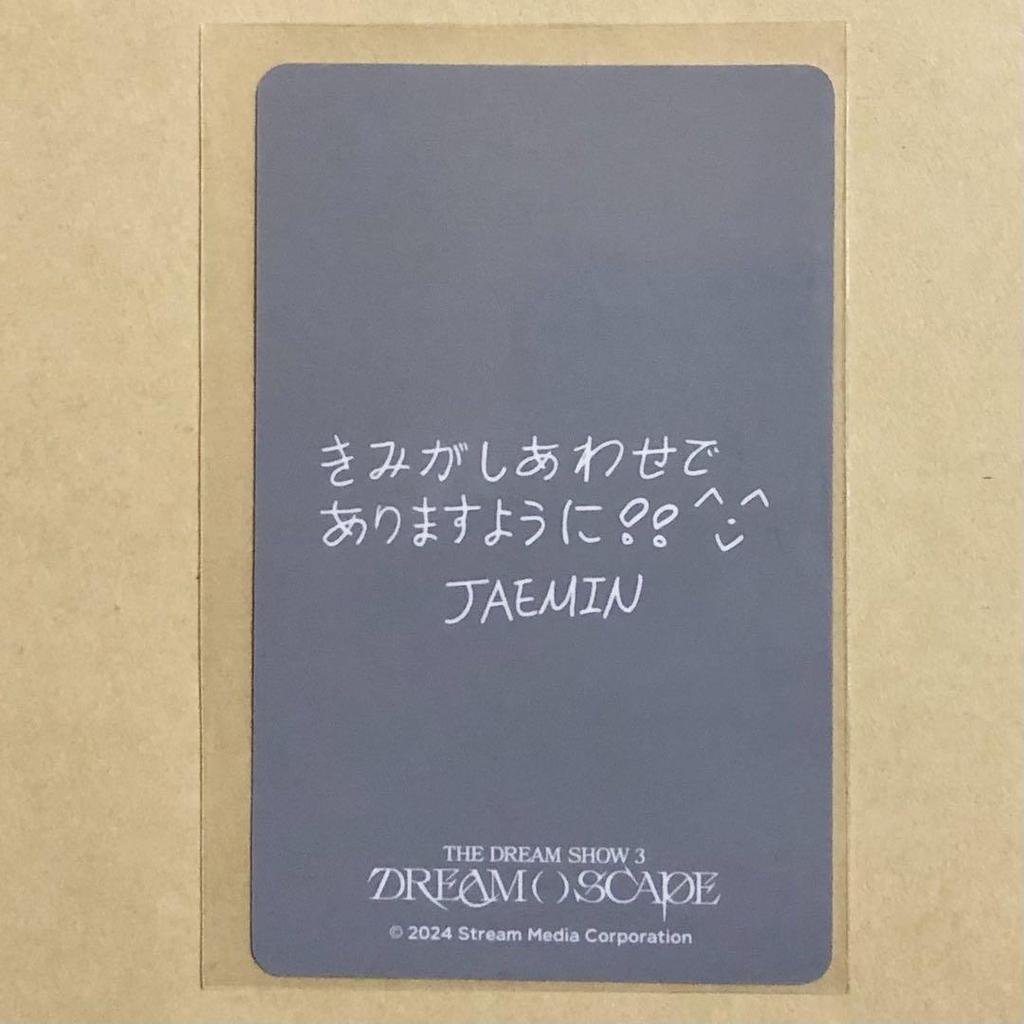 きみがしあわせで
ありますように!! ^ü^
JAEMIN
THE DREAM SHOW 3
DREAM ( ) SCAPE
© 2024 Stream Media Corporation